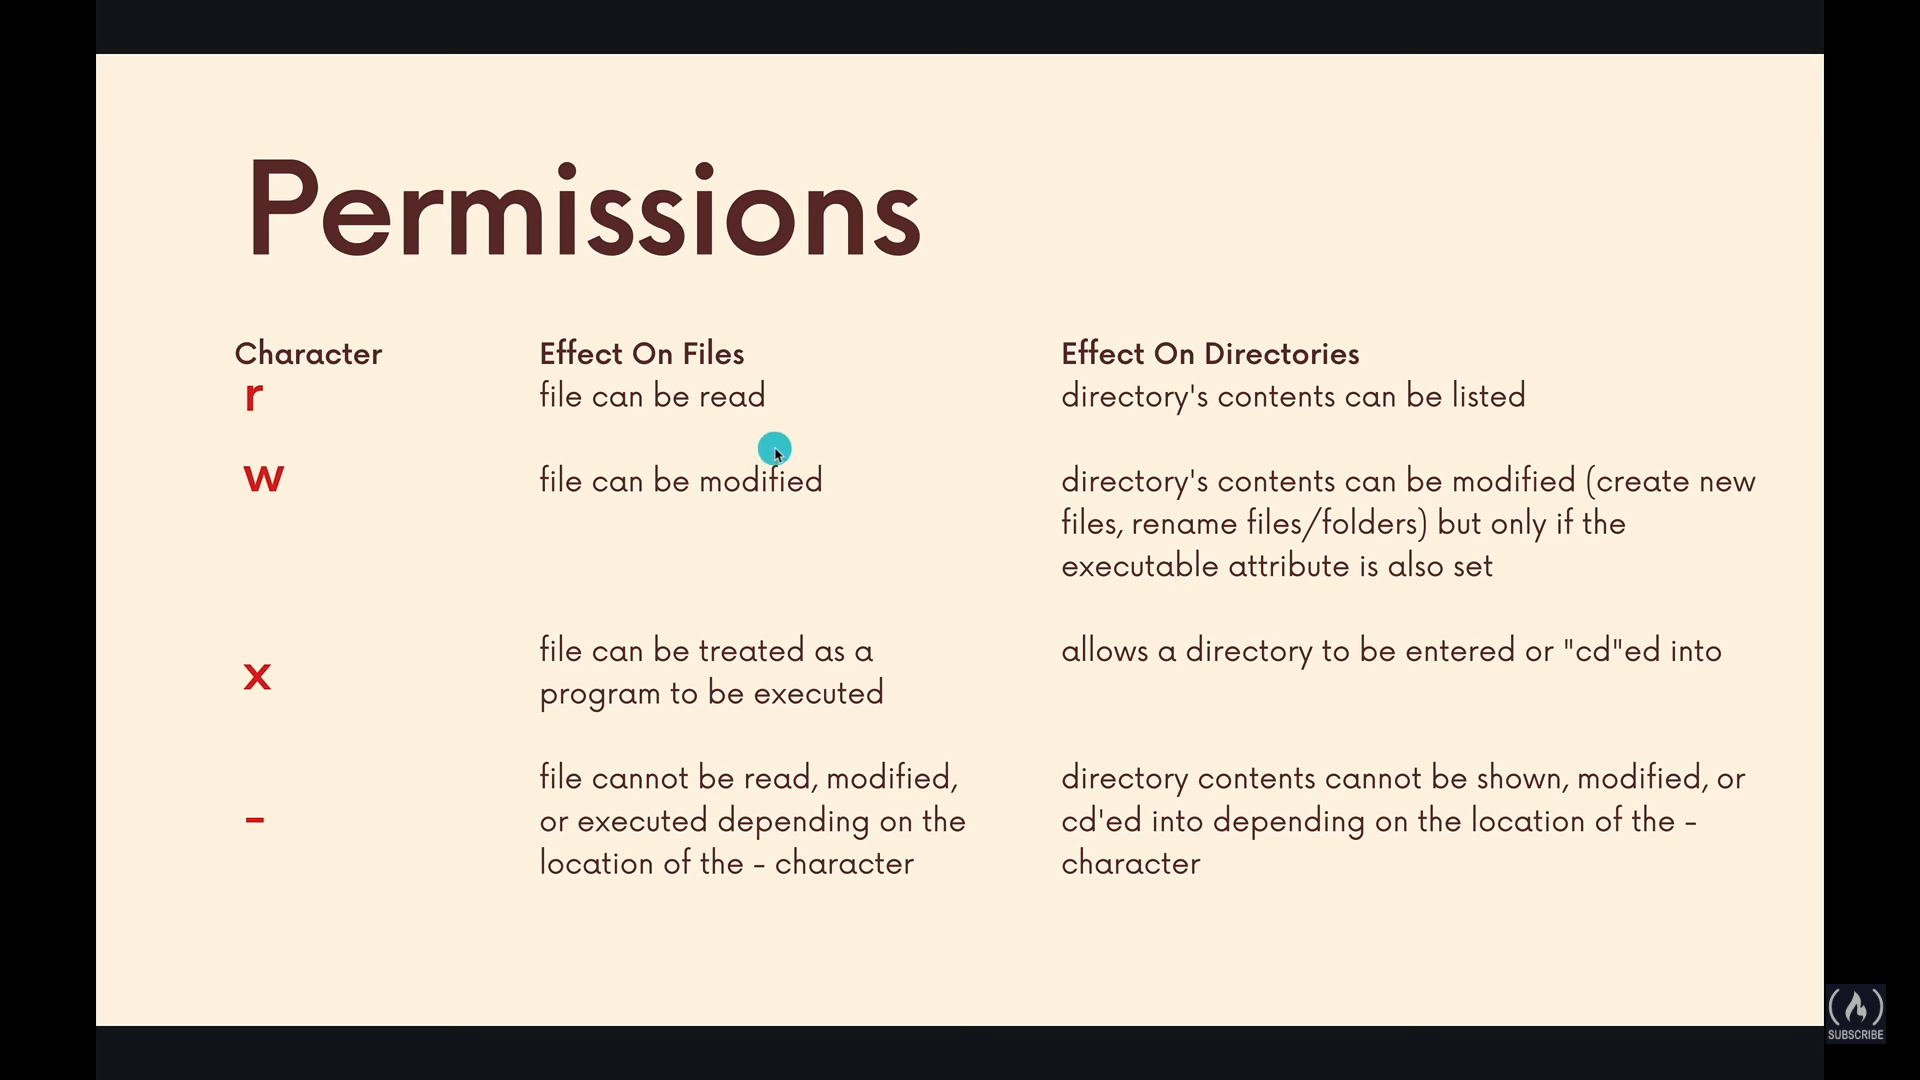 Permissions
Character Effect On Files Effect On Directories
r file can be read directory's contents can be listed
w file can be modified directory's contents can be modified (create new
files, rename files/folders) but only if the
executable attribute is also set
x file can be treated as a allows a directory to be entered or "cd"ed into
program to be executed
- file cannot be read, modified, directory contents cannot be shown, modified, or
or executed depending on the cd'ed into depending on the location of the -
location of the - character character
SUBSCRIBE